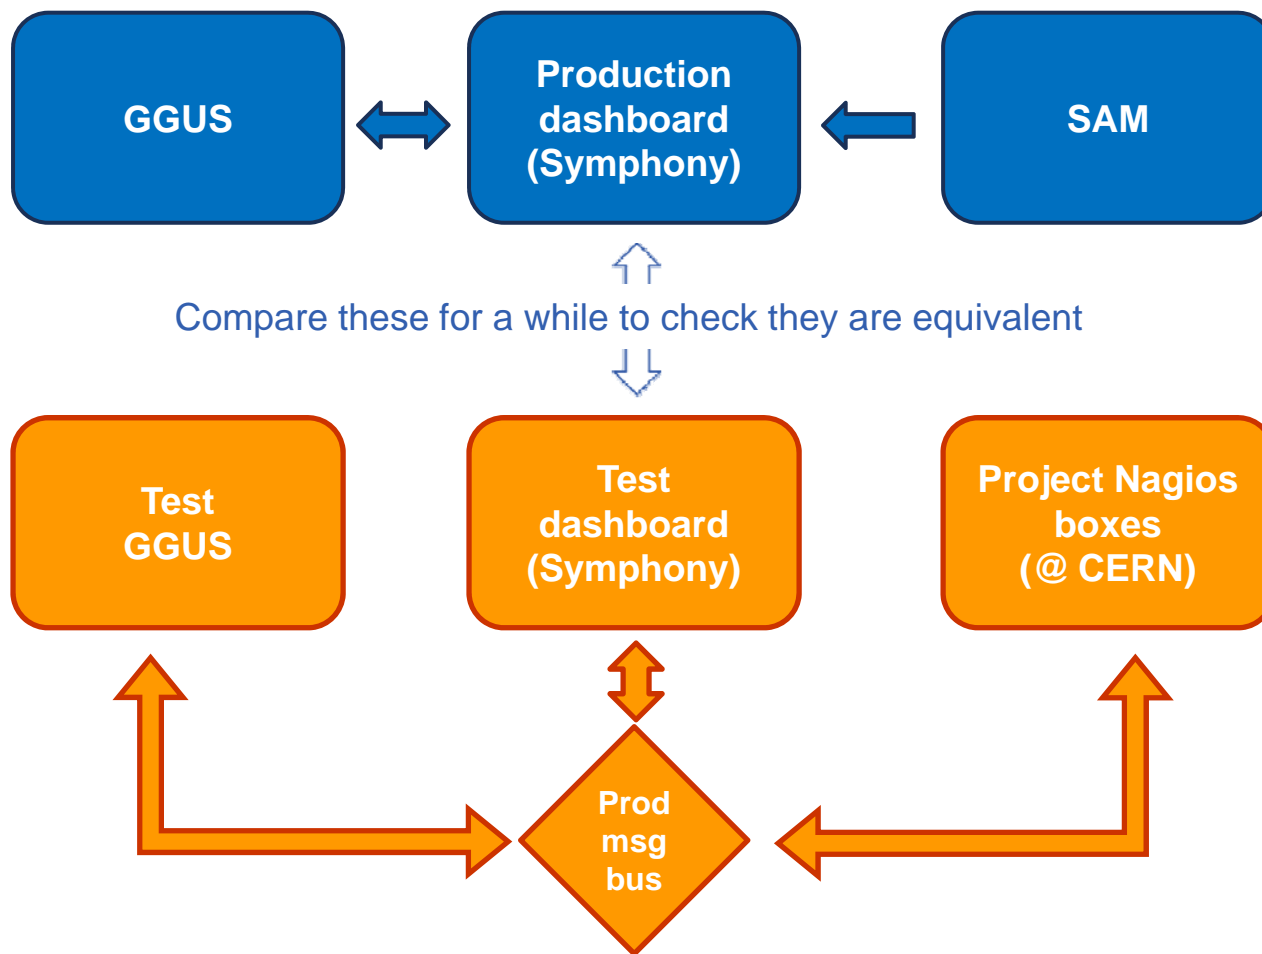 GGUS
Production
dashboard
(Symphony)
SAM
Compare these for a while to check they are equivalent
Test
GGUS
Test
dashboard
(Symphony)
Project Nagios
boxes
(@ CERN)
Prod
msg
bus